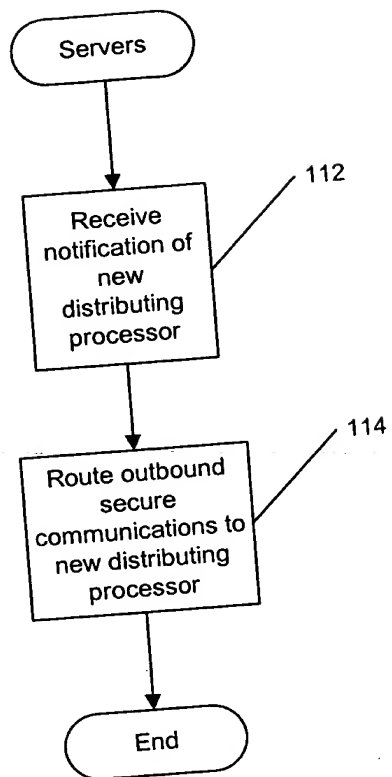 Servers
112
Receive
notification of
new
distributing
processor
114
Route outbound
secure
communications to
new distributing
processor
End